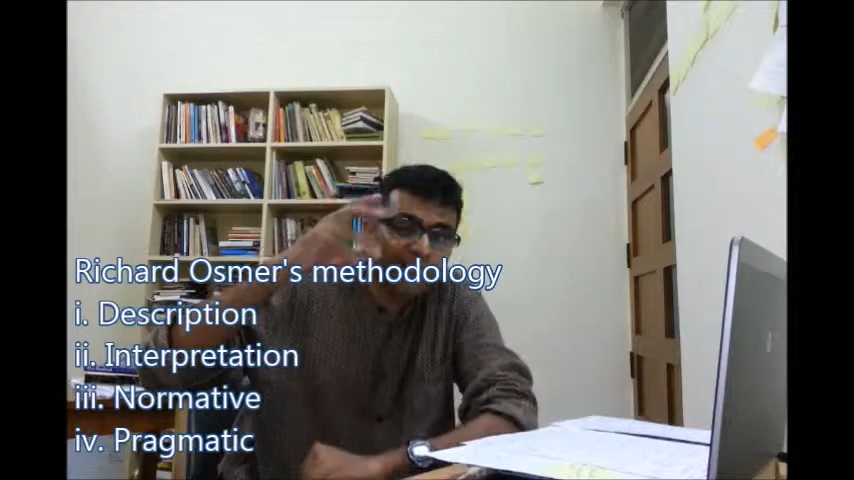 Richard Osmer's methodology
i. Description
ii. Interpretation
iii. Normative
iv. Pragmatic